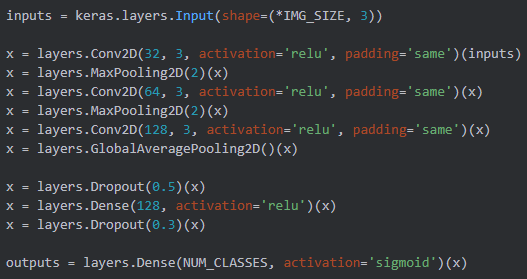 inputs = keras.layers.Input(shape=(*IMG_SIZE, 3))
x = layers.Conv2D(32, 3, activation='relu', padding='same')(inputs)
x = layers.MaxPooling2D(2)(x)
x = layers.Conv2D(64, 3, activation='relu', padding='same')(x)
x = layers.MaxPooling2D(2)(x)
x = layers.Conv2D(128, 3, activation='relu', padding='same')(x)
x = layers.GlobalAveragePooling2D()(x)
x = layers.Dropout(0.5)(x)
x = layers.Dense(128, activation='relu')(x)
x = layers.Dropout(0.3)(x)
outputs = layers.Dense(NUM_CLASSES, activation='sigmoid')(x)